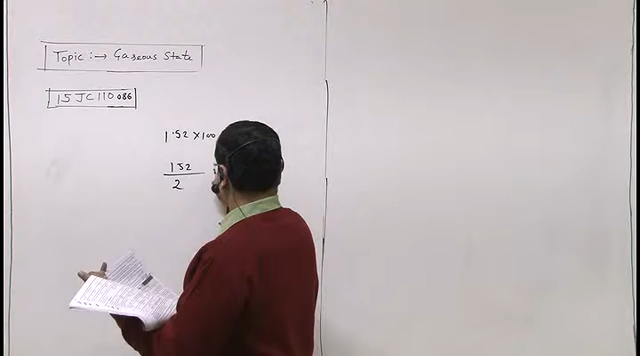 Topic :→ Gaseous State
15JC110086
1.52 × 100
152
2